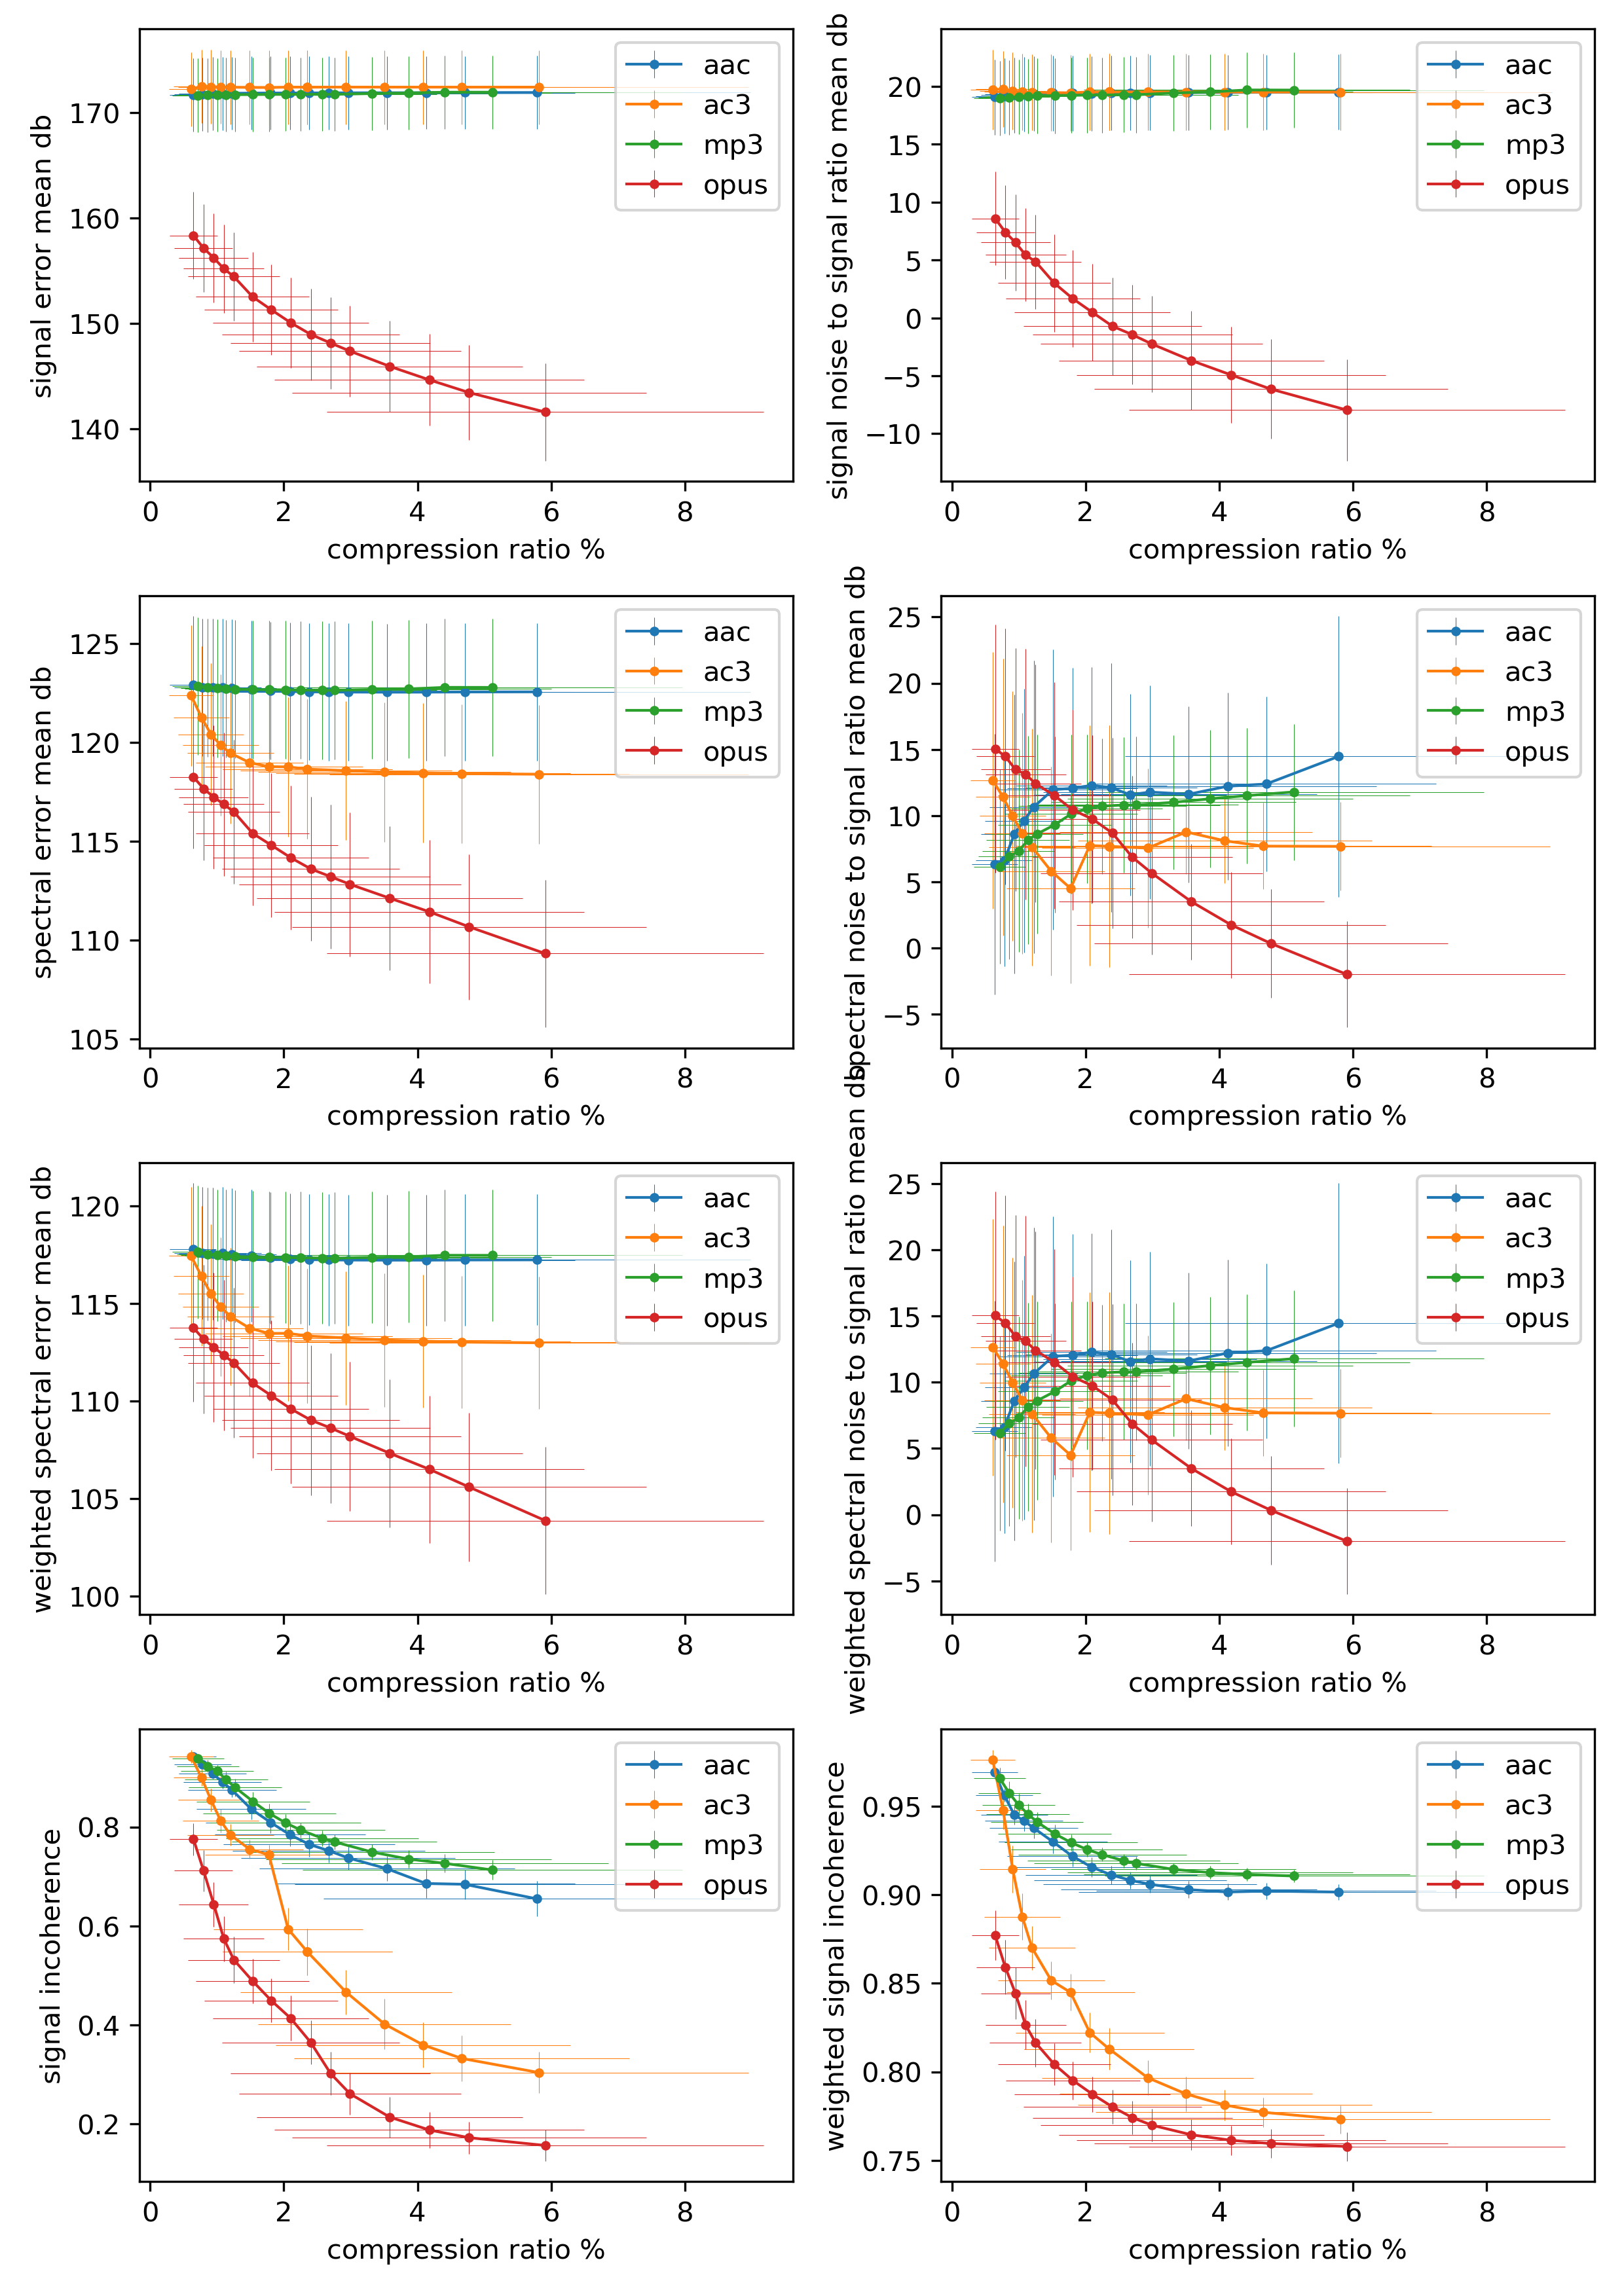 signal error mean db
170
160
150
140
0 2 4 6 8
compression ratio %
aac
ac3
mp3
opus
signal noise to signal ratio mean db
20
15
10
5
0
−5
−10
0 2 4 6 8
compression ratio %
aac
ac3
mp3
opus
spectral error mean db
125
120
115
110
105
0 2 4 6 8
compression ratio %
aac
ac3
mp3
opus
spectral noise to signal ratio mean db
25
20
15
10
5
0
−5
0 2 4 6 8
compression ratio %
aac
ac3
mp3
opus
weighted spectral error mean db
120
115
110
105
100
0 2 4 6 8
compression ratio %
aac
ac3
mp3
opus
weighted spectral noise to signal ratio mean db
25
20
15
10
5
0
−5
0 2 4 6 8
compression ratio %
aac
ac3
mp3
opus
signal incoherence
0.8
0.6
0.4
0.2
0 2 4 6 8
compression ratio %
aac
ac3
mp3
opus
weighted signal incoherence
0.95
0.90
0.85
0.80
0.75
0 2 4 6 8
compression ratio %
aac
ac3
mp3
opus